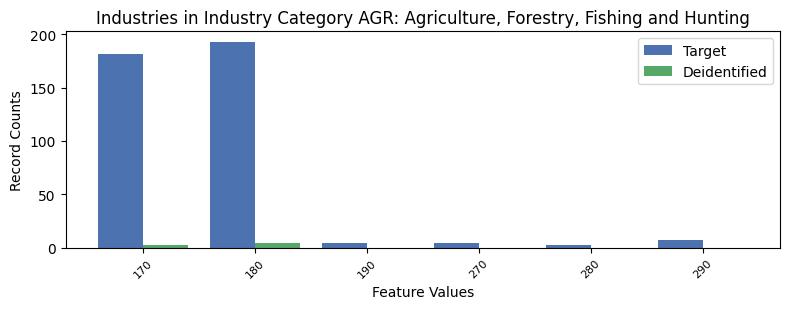 Industries in Industry Category AGR: Agriculture, Forestry, Fishing and Hunting
Target
Deidentified
200
150
100
50
0
Record Counts
170 180 190 270 280 290
Feature Values